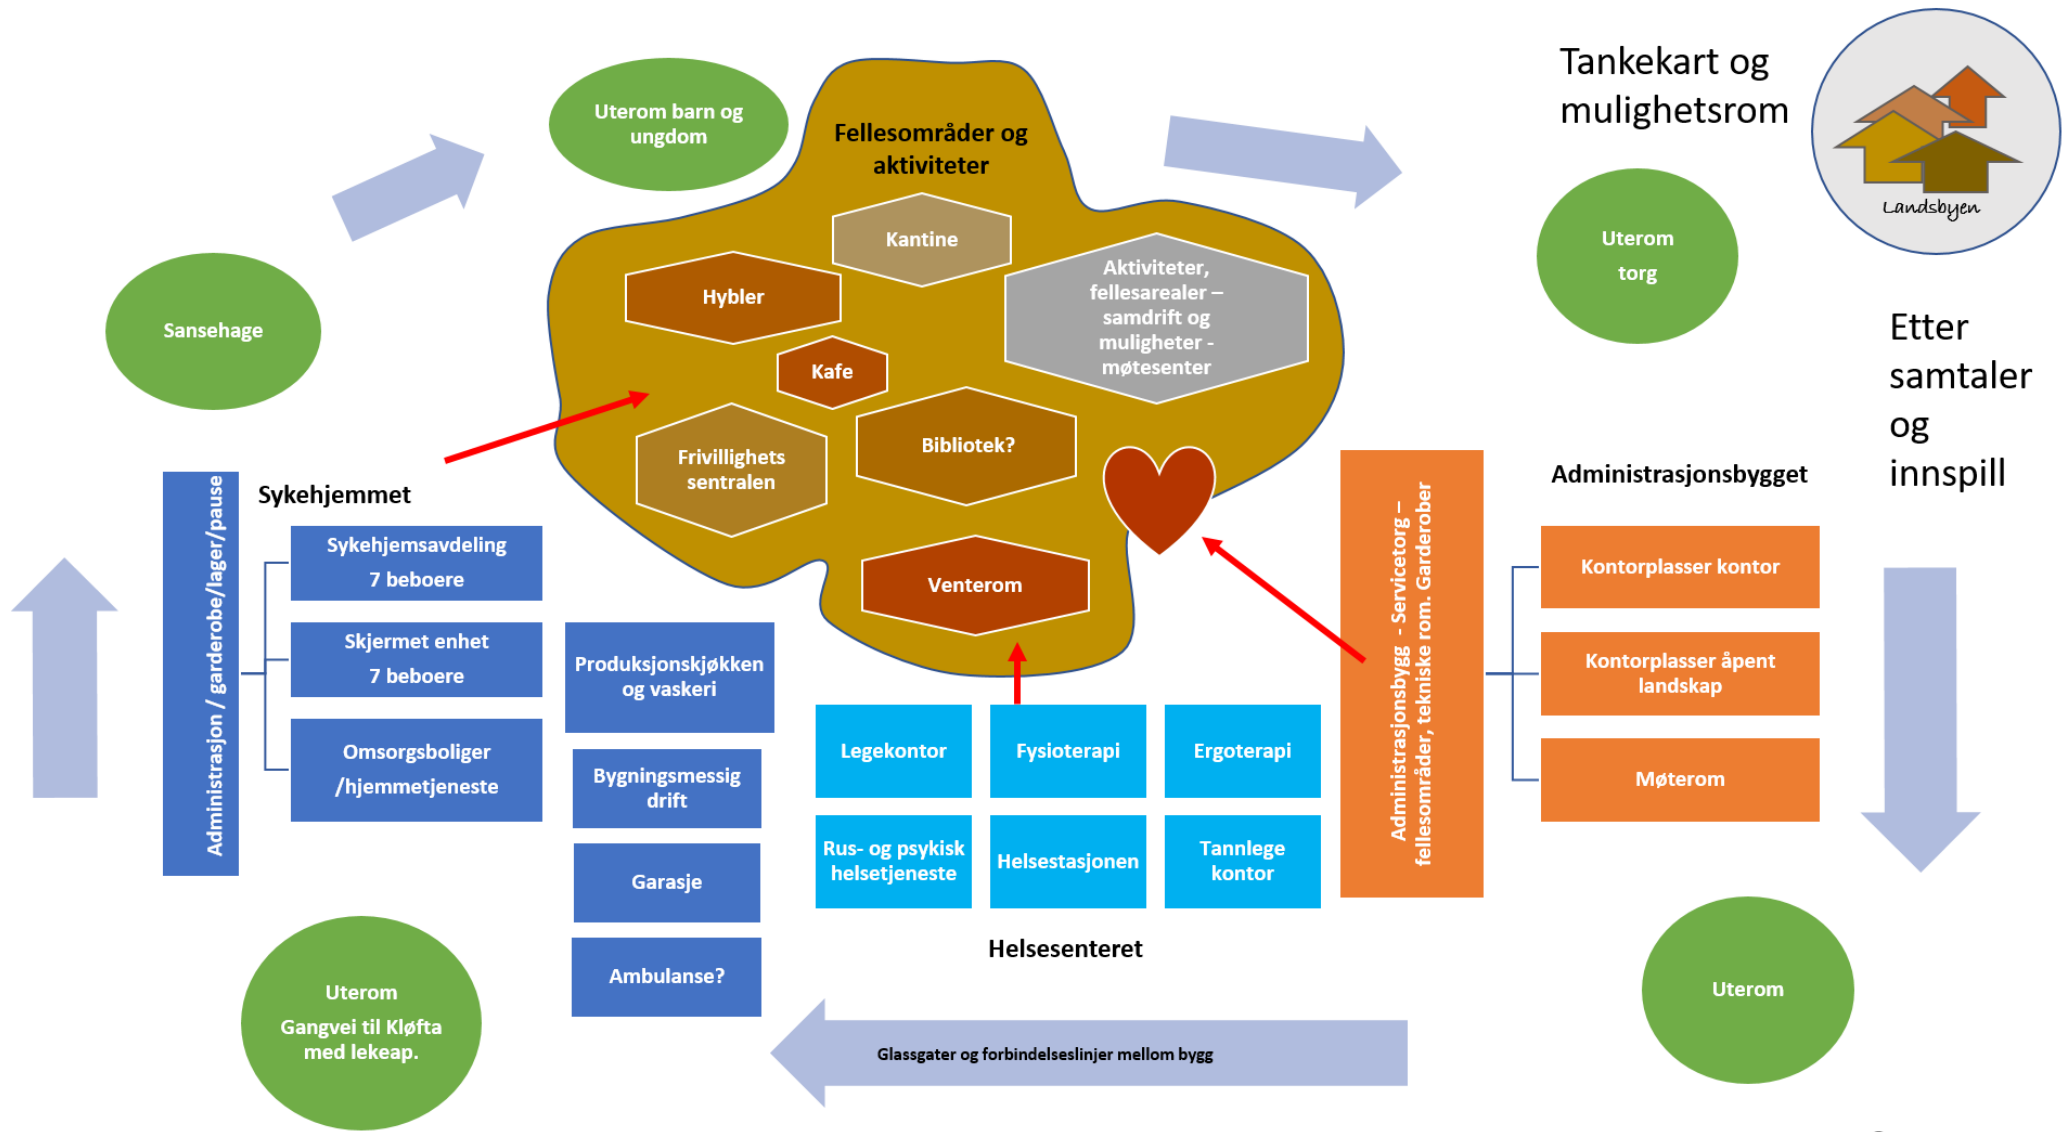 Tankekart og
mulighetsrom
Landsbyen
Etter
samtaler
og
innspill
Uterom barn og
ungdom
Fellesområder og
aktiviteter
Kantine
Hybler
Aktiviteter,
fellesarealer –
samdrift og
muligheter -
møtesenter
Kafe
Bibliotek?
Frivillighets
sentralen
Venterom
Uterom
torg
Sansehage
Sykehjemmet
Administrasjon / garderobe/lager/pause
Sykehjemsavdeling
7 beboere
Skjermet enhet
7 beboere
Omsorgsboliger
/hjemmetjeneste
Produksjonskjøkken
og vaskeri
Bygningsmessig
drift
Garasje
Ambulanse?
Legekontor
Fysioterapi
Ergoterapi
Rus- og psykisk
helsetjeneste
Helsestasjonen
Tannlege
kontor
Helsesenteret
Administrasjonsbygg - Servicetorg –
fellesområder, tekniske rom. Garderober
Administrasjonsbygget
Kontorplasser kontor
Kontorplasser åpent
landskap
Møterom
Uterom
Gangvei til Kløfta
med lekeap.
Glassgater og forbindelseslinjer mellom bygg
Uterom